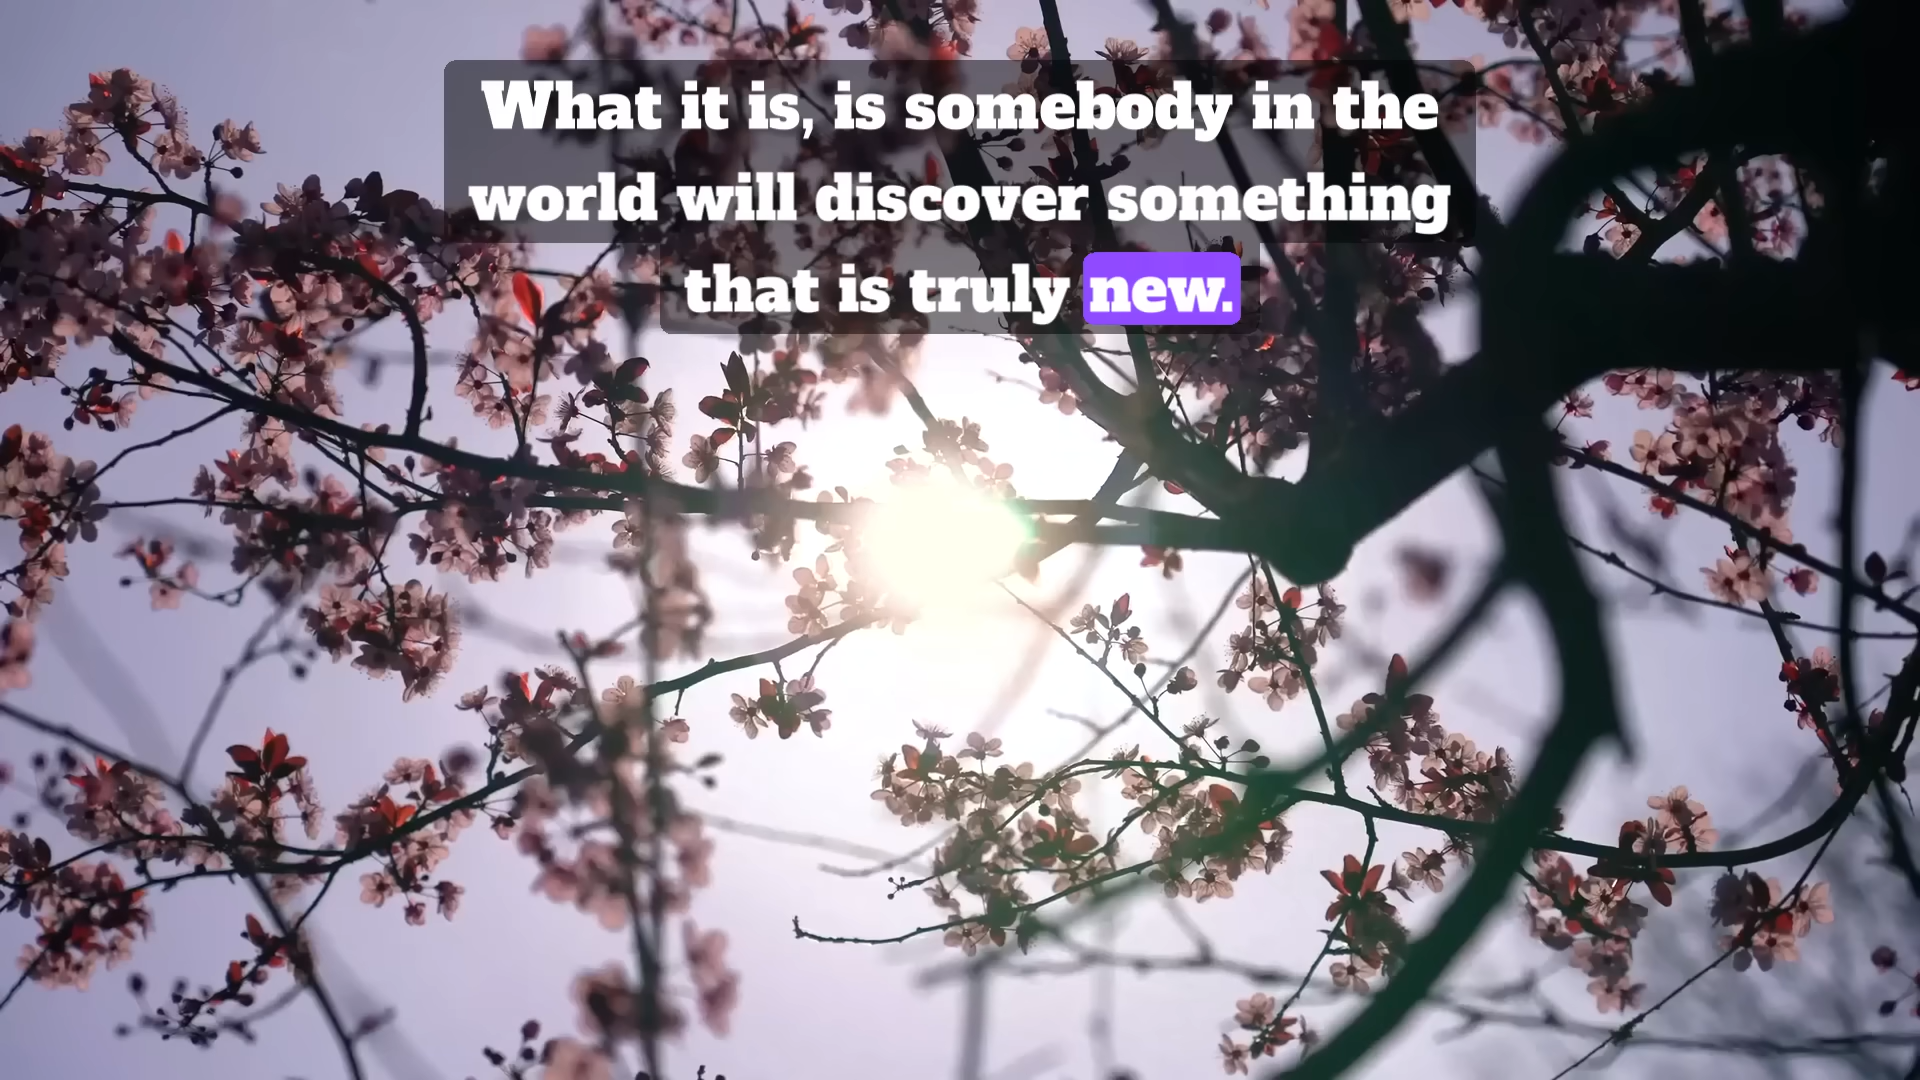 What it is, is somebody in the
world will discover something
that is truly new.